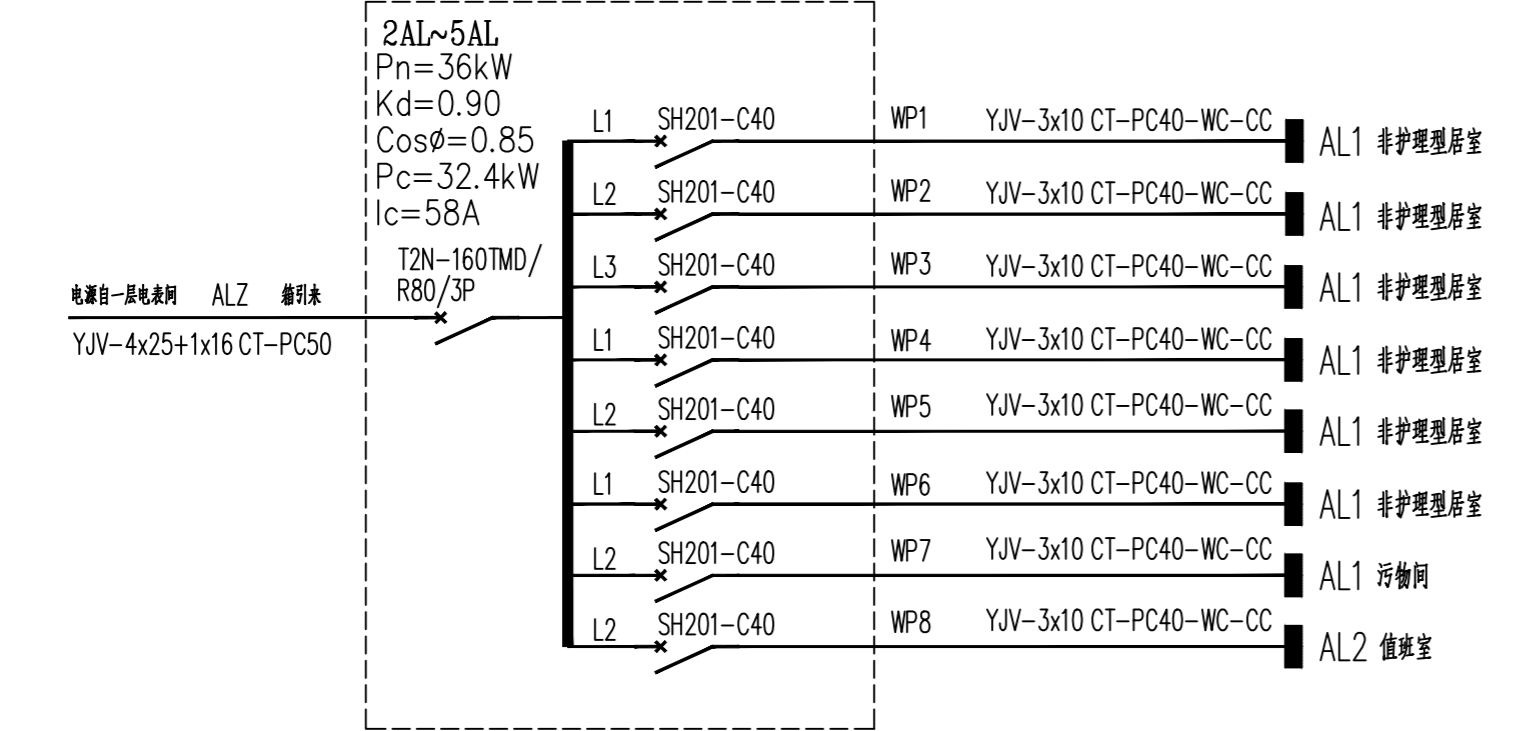 2AL~5AL
Pn=36kW
Kd=0.90
Cosø=0.85
Pc=32.4kW
Ic=58A
T2N-160TMD/
R80/3P
电源自一层电表间 ALZ 箱引来
YJV-4x25+1x16 CT-PC50
L1 SH201-C40 WP1 YJV-3x10 CT-PC40-WC-CC AL1 非护理型居室
L2 SH201-C40 WP2 YJV-3x10 CT-PC40-WC-CC AL1 非护理型居室
L3 SH201-C40 WP3 YJV-3x10 CT-PC40-WC-CC AL1 非护理型居室
L1 SH201-C40 WP4 YJV-3x10 CT-PC40-WC-CC AL1 非护理型居室
L2 SH201-C40 WP5 YJV-3x10 CT-PC40-WC-CC AL1 非护理型居室
L1 SH201-C40 WP6 YJV-3x10 CT-PC40-WC-CC AL1 非护理型居室
L2 SH201-C40 WP7 YJV-3x10 CT-PC40-WC-CC AL1 污物间
L2 SH201-C40 WP8 YJV-3x10 CT-PC40-WC-CC AL2 值班室